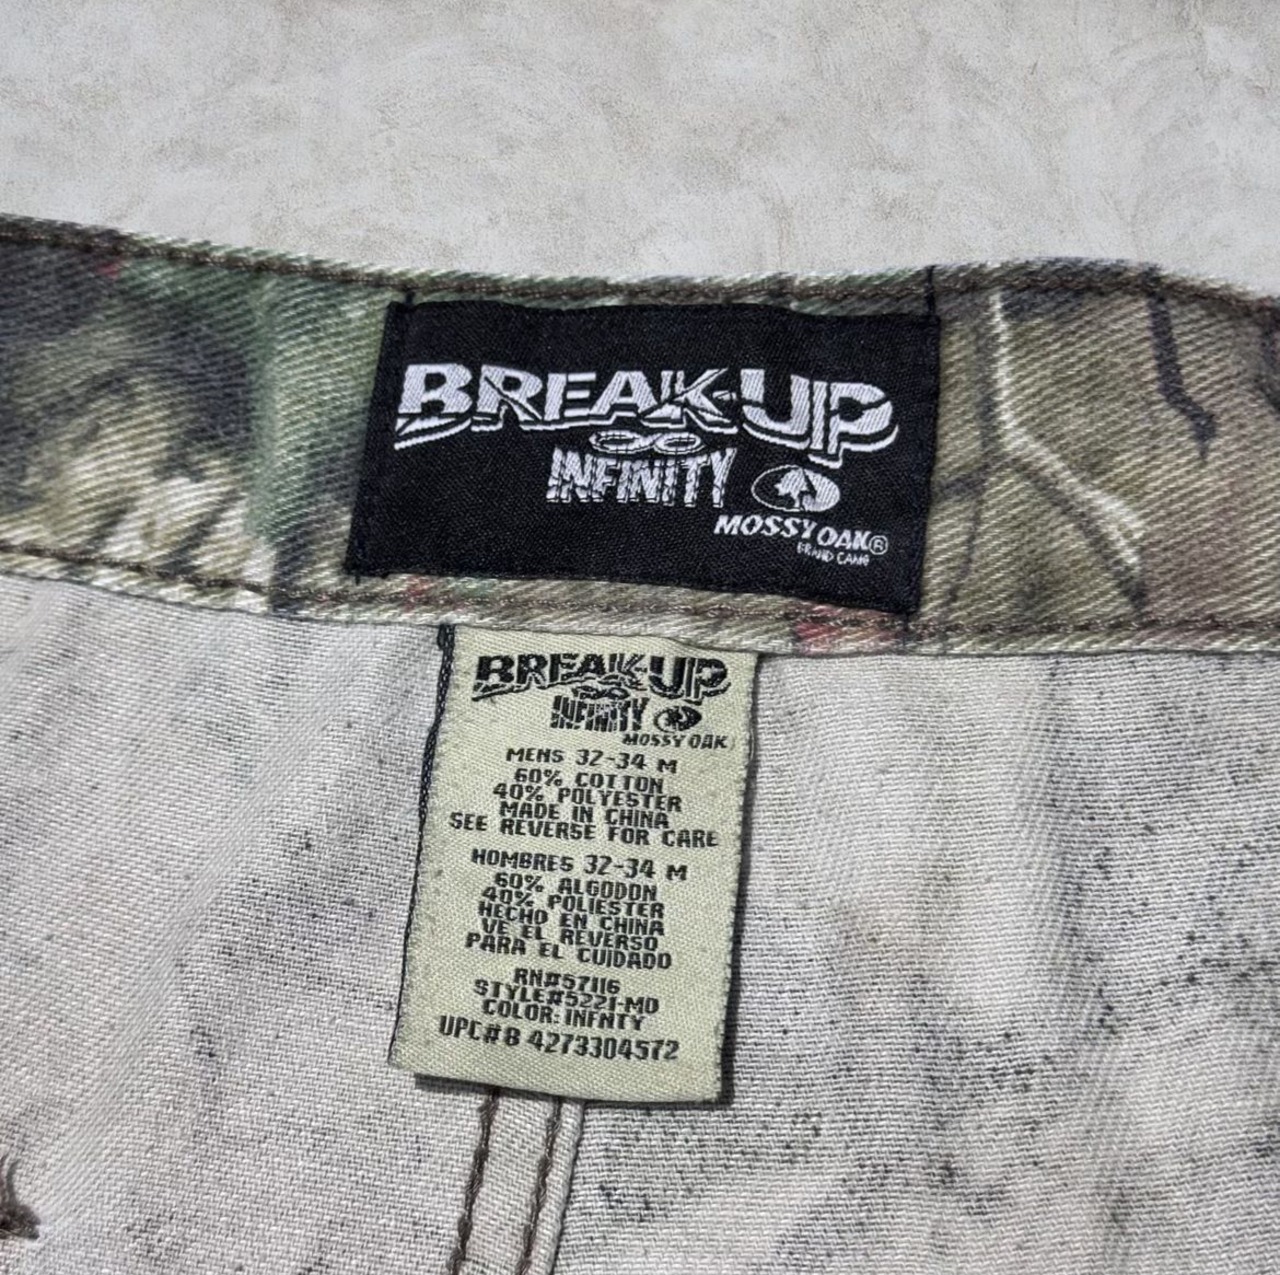 BREAK-UP
INFINITY
MOSSY OAK®
BRAND CAMO
BREAK-UP
INFINITY
MOSSY OAK
MENS 32-34 M
60% COTTON
40% POLYESTER
MADE IN CHINA
SEE REVERSE FOR CARE
HOMBRES 32-34 M
60% ALGODON
40% POLIESTER
HECHO EN CHINA
VE EL REVERSO
PARA EL CUIDADO
RN#57116
STYLE#5221-MO
COLOR: INFNTY
UPC# 8 4273304572